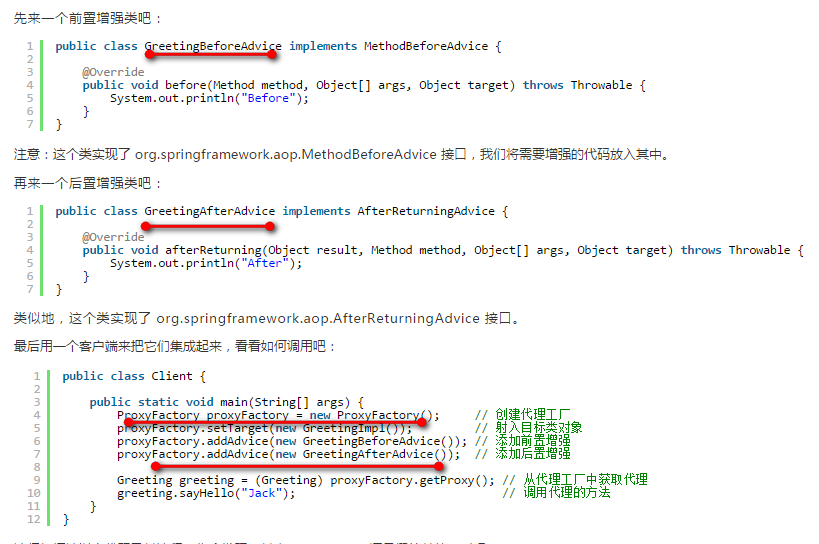 先来一个前置增强类吧：
1 public class GreetingBeforeAdvice implements MethodBeforeAdvice {
2
3     @Override
4     public void before(Method method, Object[] args, Object target) throws Throwable {
5         System.out.println("Before");
6     }
7 }
注意：这个类实现了 org.springframework.aop.MethodBeforeAdvice 接口，我们将需要增强的代码放入其中。
再来一个后置增强类吧：
1 public class GreetingAfterAdvice implements AfterReturningAdvice {
2
3     @Override
4     public void afterReturning(Object result, Method method, Object[] args, Object target) throws Throwable {
5         System.out.println("After");
6     }
7 }
类似地，这个类实现了 org.springframework.aop.AfterReturningAdvice 接口。
最后用一个客户端来把它们集成起来，看看如何调用吧：
1 public class Client {
2
3     public static void main(String[] args) {
4         ProxyFactory proxyFactory = new ProxyFactory();     // 创建代理工厂
5         proxyFactory.setTarget(new GreetingImpl());         // 射入目标类对象
6         proxyFactory.addAdvice(new GreetingBeforeAdvice()); // 添加前置增强
7         proxyFactory.addAdvice(new GreetingAfterAdvice());  // 添加后置增强
8
9         Greeting greeting = (Greeting) proxyFactory.getProxy(); // 从代理工厂中获取代理
10         greeting.sayHello("Jack");                              // 调用代理的方法
11     }
12 }